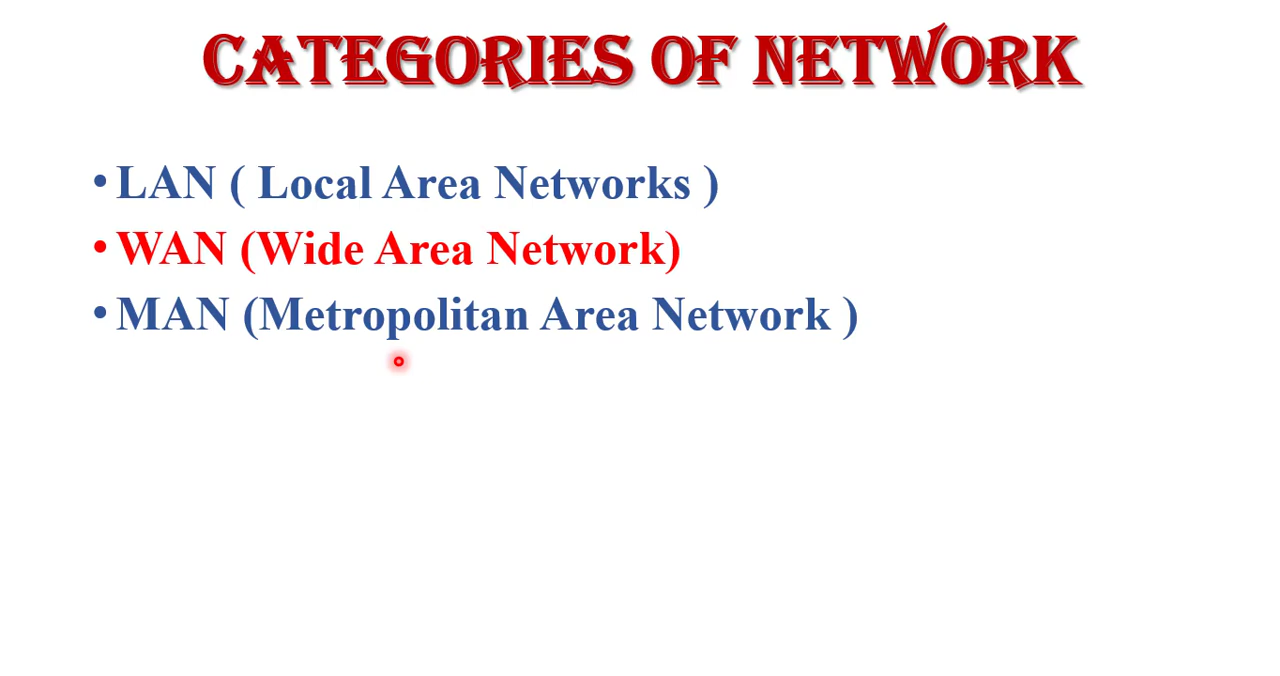 CATEGORIES OF NETWORK
• LAN ( Local Area Networks )
• WAN (Wide Area Network)
• MAN (Metropolitan Area Network )